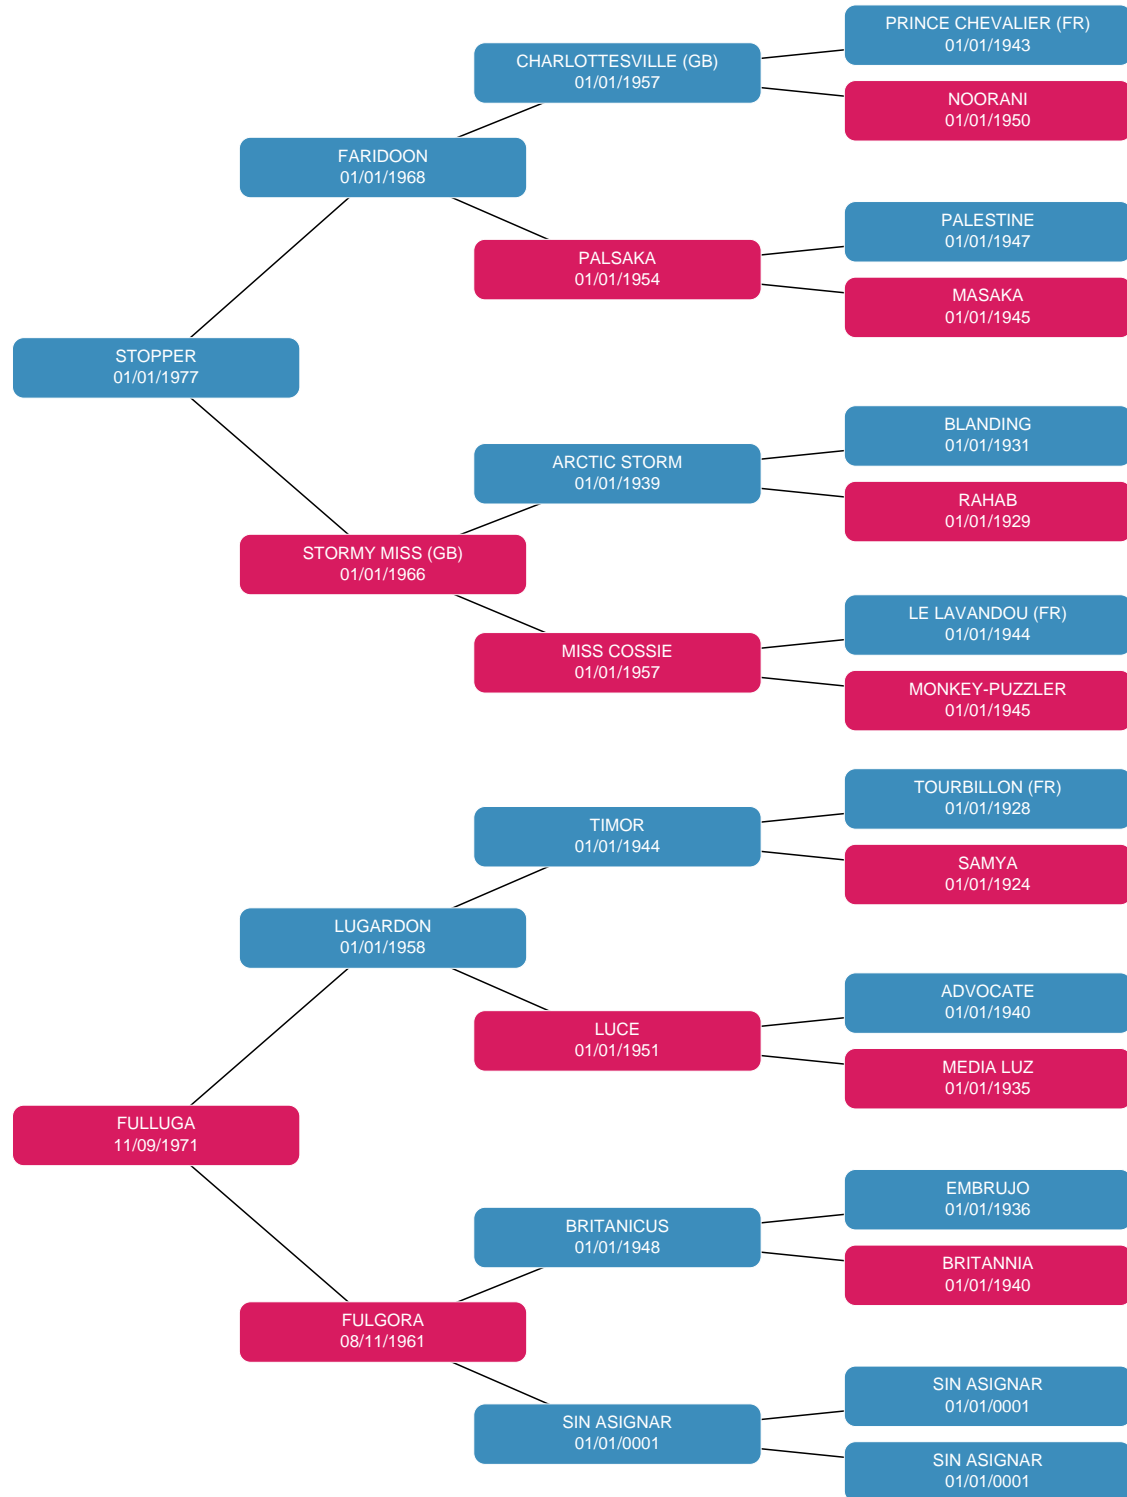 PRINCE CHEVALIER (FR)
01/01/1943
CHARLOTTESVILLE (GB)
01/01/1957
NOORANI
01/01/1950
FARIDOON
01/01/1968
PALESTINE
01/01/1947
PALSAKA
01/01/1954
MASAKA
01/01/1945
STOPPER
01/01/1977
BLANDING
01/01/1931
ARCTIC STORM
01/01/1939
RAHAB
01/01/1929
STORMY MISS (GB)
01/01/1966
LE LAVANDOU (FR)
01/01/1944
MISS COSSIE
01/01/1957
MONKEY-PUZZLER
01/01/1945
TOURBILLON (FR)
01/01/1928
TIMOR
01/01/1944
SAMYA
01/01/1924
LUGARDON
01/01/1958
ADVOCATE
01/01/1940
LUCE
01/01/1951
MEDIA LUZ
01/01/1935
FULLUGA
11/09/1971
EMBRUJO
01/01/1936
BRITANICUS
01/01/1948
BRITANNIA
01/01/1940
FULGORA
08/11/1961
SIN ASIGNAR
01/01/0001
SIN ASIGNAR
01/01/0001
SIN ASIGNAR
01/01/0001